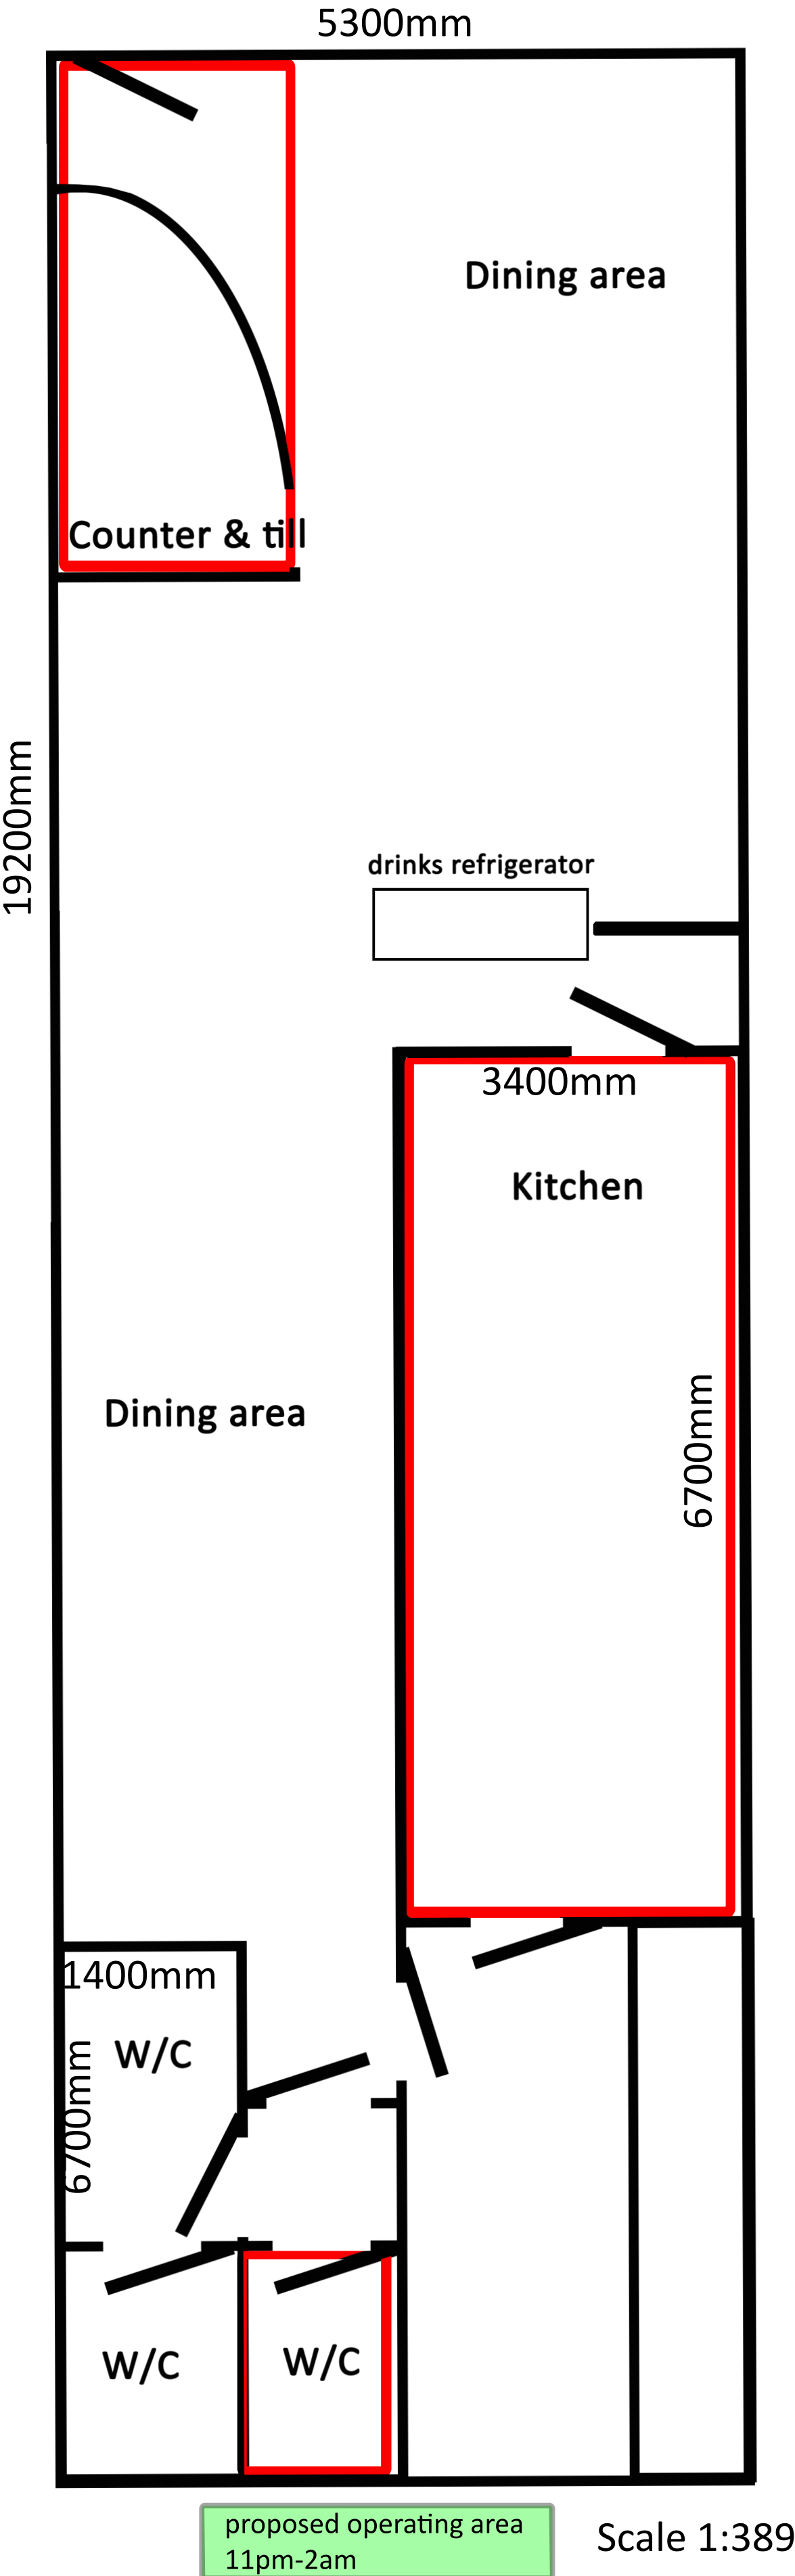 5300mm
Dining area
Counter & till
19200mm
drinks refrigerator
3400mm
Kitchen
6700mm
Dining area
1400mm
W/C
6700mm
W/C
W/C
proposed operating area
11pm-2am
Scale 1:389